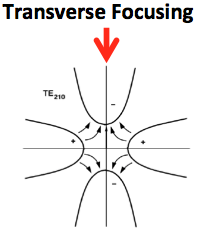 Transverse Focusing
TE210
-
+ +
-